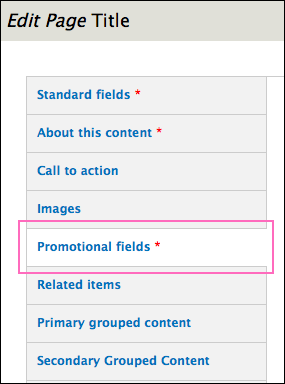 Edit Page Title
Standard fields *
About this content *
Call to action
Images
Promotional fields *
Related items
Primary grouped content
Secondary Grouped Content